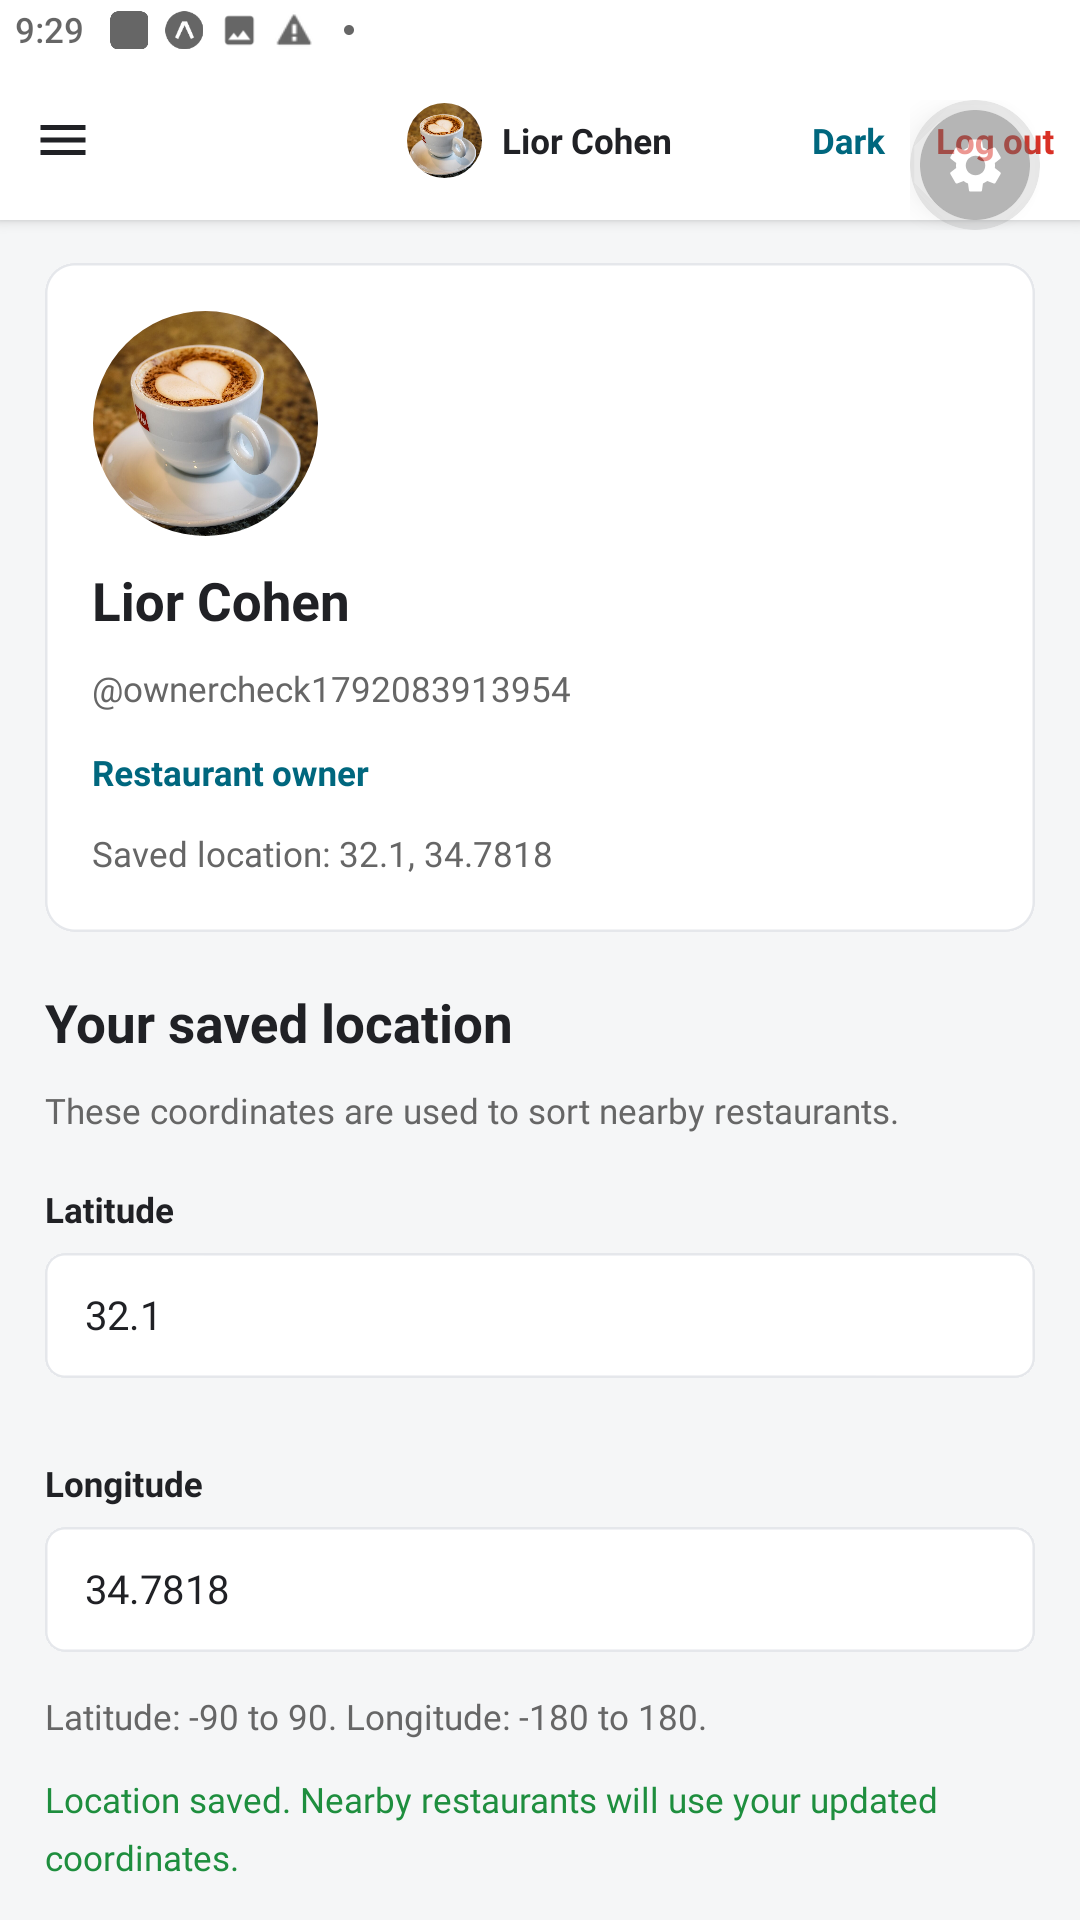 9:29
Lior Cohen
Dark
Log out
Lior Cohen
@ownercheck1792083913954
Restaurant owner
Saved location: 32.1, 34.7818
Your saved location
These coordinates are used to sort nearby restaurants.
Latitude
32.1
Longitude
34.7818
Latitude: -90 to 90. Longitude: -180 to 180.
Location saved. Nearby restaurants will use your updated
coordinates.